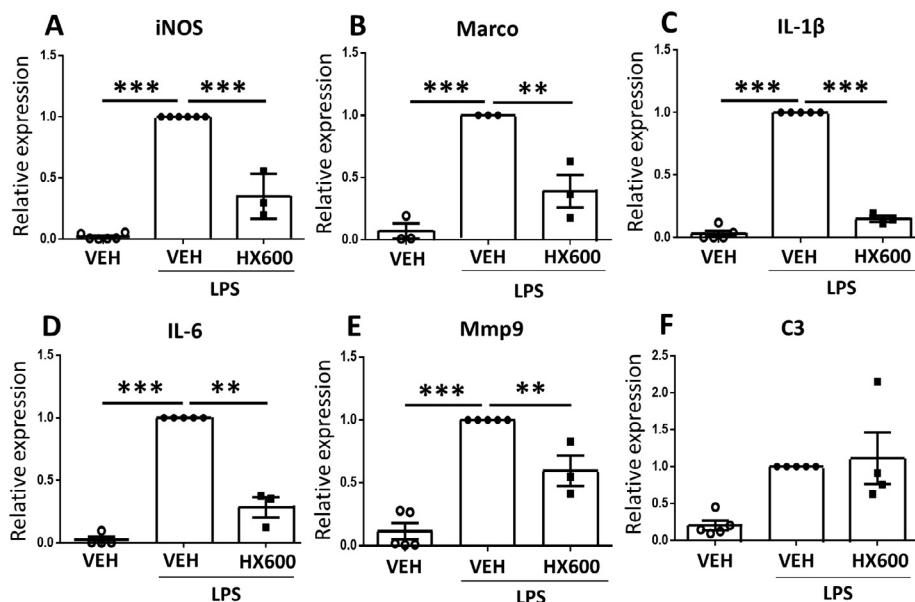 A
iNOS
Relative expression
1.5
1.0
0.5
0.0
*** ***
VEH VEH HX600
LPS
B
Marco
Relative expression
1.5
1.0
0.5
0.0
*** **
VEH VEH HX600
LPS
C
IL-1β
Relative expression
1.5
1.0
0.5
0.0
*** ***
VEH VEH HX600
LPS
D
IL-6
Relative expression
1.5
1.0
0.5
0.0
*** **
VEH VEH HX600
LPS
E
Mmp9
Relative expression
1.5
1.0
0.5
0.0
*** **
VEH VEH HX600
LPS
F
C3
Relative expression
2.5
2.0
1.5
1.0
0.5
0.0
VEH VEH HX600
LPS